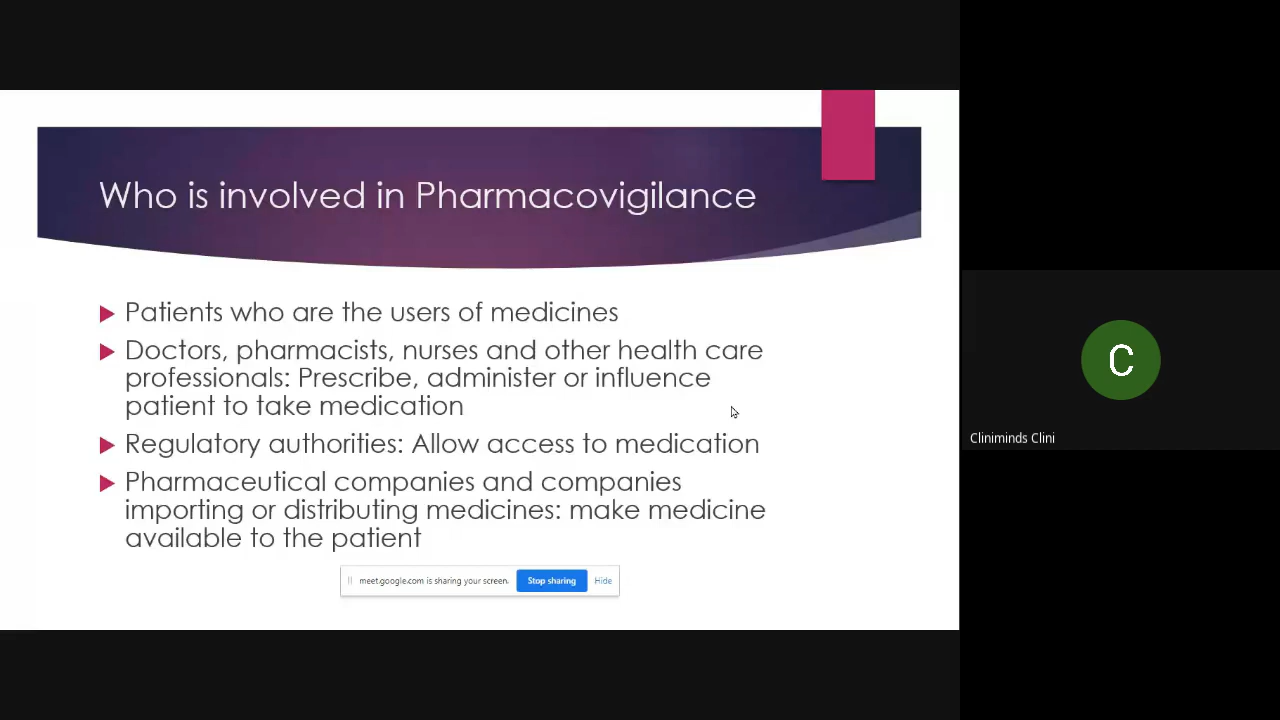 Who is involved in Pharmacovigilance
Patients who are the users of medicines
Doctors, pharmacists, nurses and other health care
professionals: Prescribe, administer or influence
patient to take medication
Regulatory authorities: Allow access to medication
Pharmaceutical companies and companies
importing or distributing medicines: make medicine
available to the patient
meet.google.com is sharing your screen.
Stop sharing
Hide
C
Cliniminds Clini